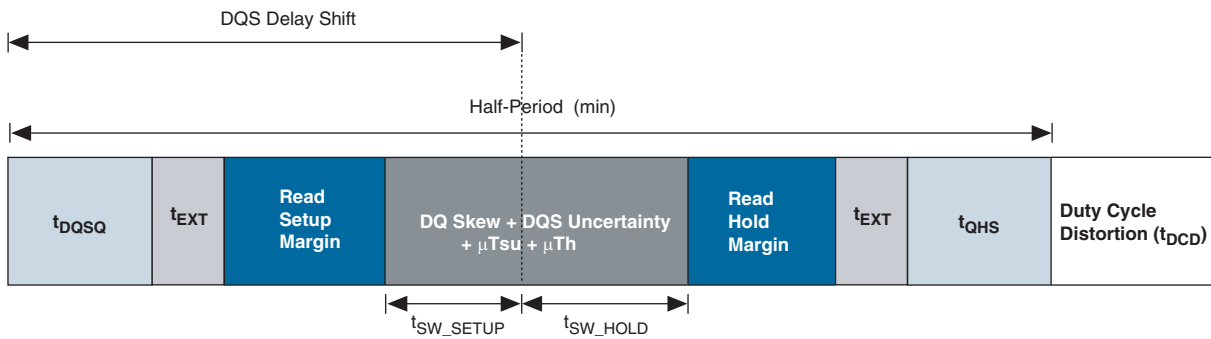 DQS Delay Shift
Half-Period (min)
tDQSQ
tEXT
Read
Setup
Margin
DQ Skew + DQS Uncertainty
+ μTsu + μTh
Read
Hold
Margin
tEXT
tQHS
Duty Cycle
Distortion (tDCD)
tSW_SETUP
tSW_HOLD